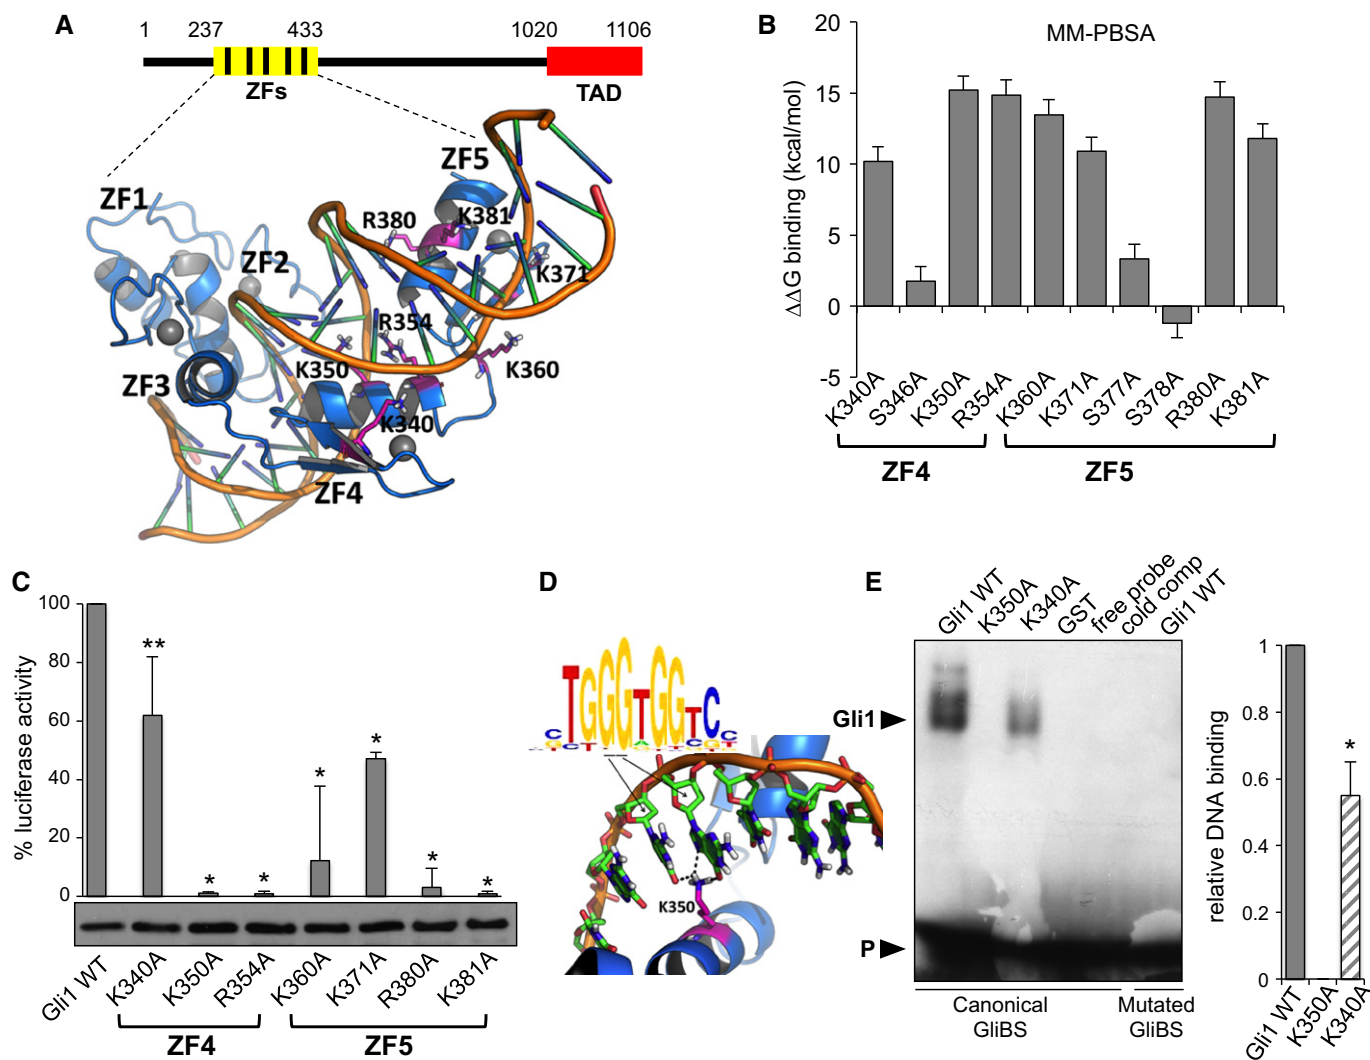 A
1 237 433 1020 1106
ZFs
TAD
ZF1
ZF5
R380
K381
ZF2
K371
R354
K350
K360
ZF3
K340
ZF4
B
MM-PBSA
ΔΔG binding (kcal/mol)
20
15
10
5
0
-5
K340A
S346A
K350A
R354A
K360A
K371A
S377A
S378A
R380A
K381A
ZF4
ZF5
C
% luciferase activity
100
80
60
40
20
0
**
*
*
*
*
*
*
Gli1 WT
K340A
K350A
R354A
K360A
K371A
R380A
K381A
ZF4
ZF5
D
TGGGTGGTC
K350
E
Gli1 WT
K350A
K340A
GST
free probe
cold comp
Gli1 WT
Gli1
P
Canonical
GliBS
Mutated
GliBS
relative DNA binding
1
0.8
0.6
0.4
0.2
0
*
Gli1 WT
K350A
K340A